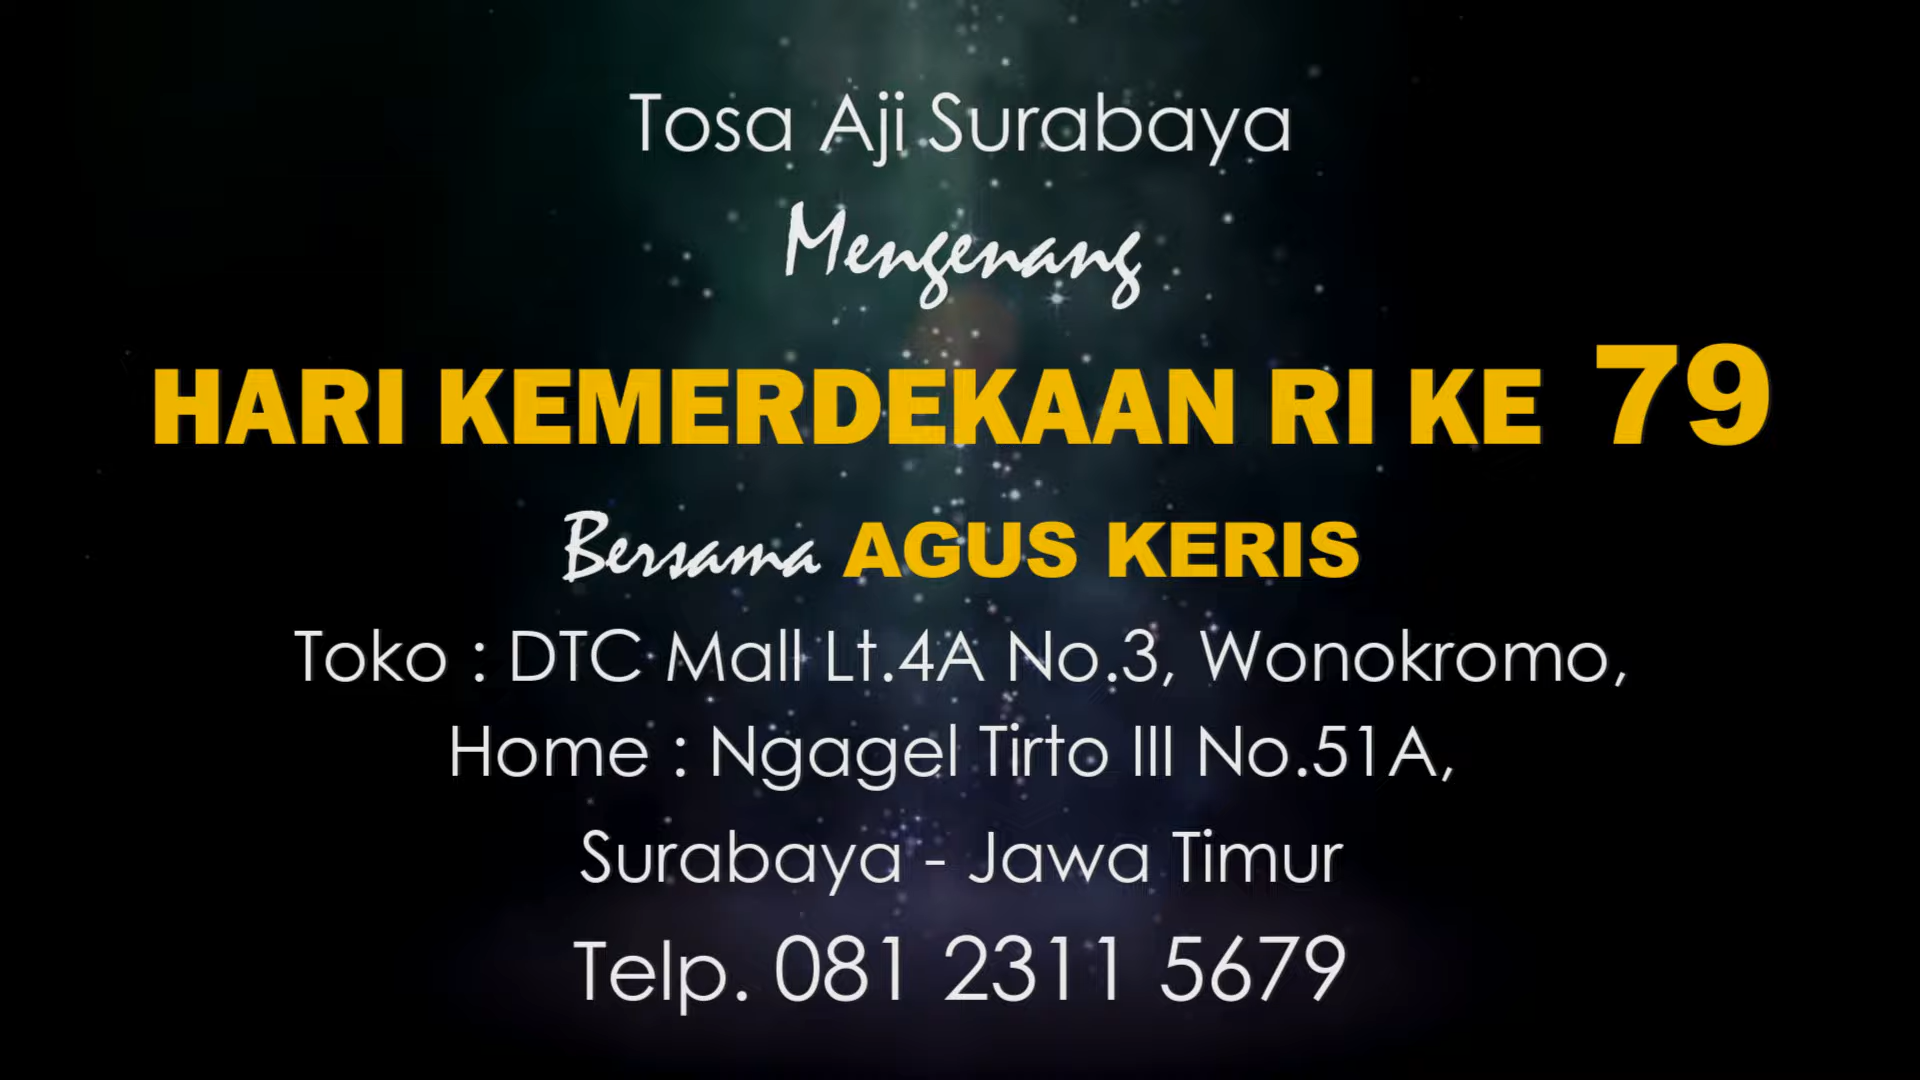 Tosa Aji Surabaya
Mengenang
HARI KEMERDEKAAN RI KE 79
Bersama AGUS KERIS
Toko : DTC Mall Lt.4A No.3, Wonokromo,
Home : Ngagel Tirto III No.51A,
Surabaya - Jawa Timur
Telp. 081 2311 5679